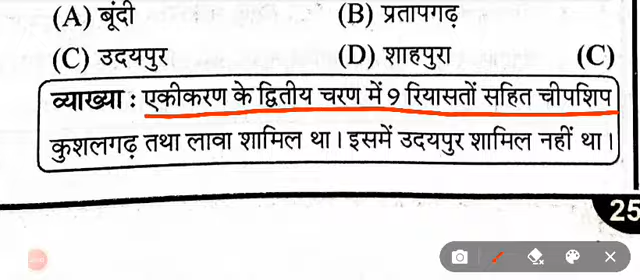 (A) बूंदी (B) प्रतापगढ़
(C) उदयपुर (D) शाहपुरा (C)
व्याख्या : एकीकरण के द्वितीय चरण में 9 रियासतों सहित चीपशिप
कुशलगढ़ तथा लावा शामिल था। इसमें उदयपुर शामिल नहीं था।
25